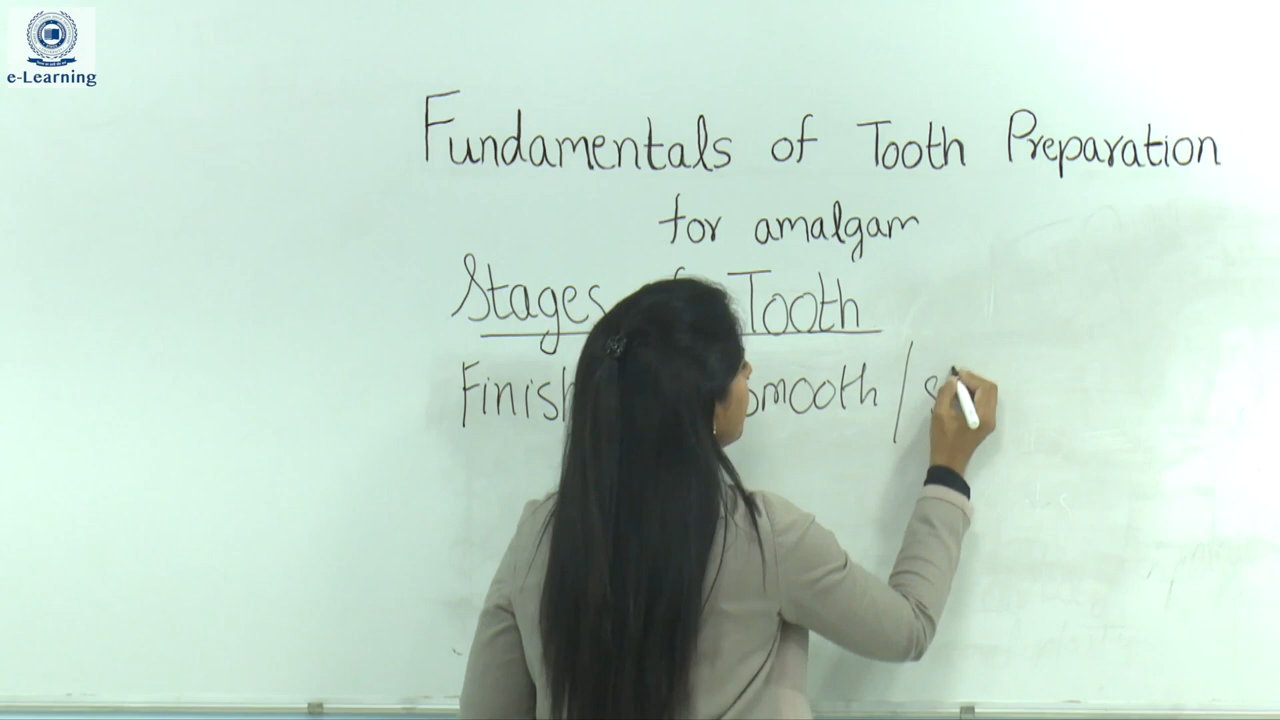 e-Learning
Fundamentals of Tooth Preparation
for amalgam
Stages Tooth
Finish smooth /